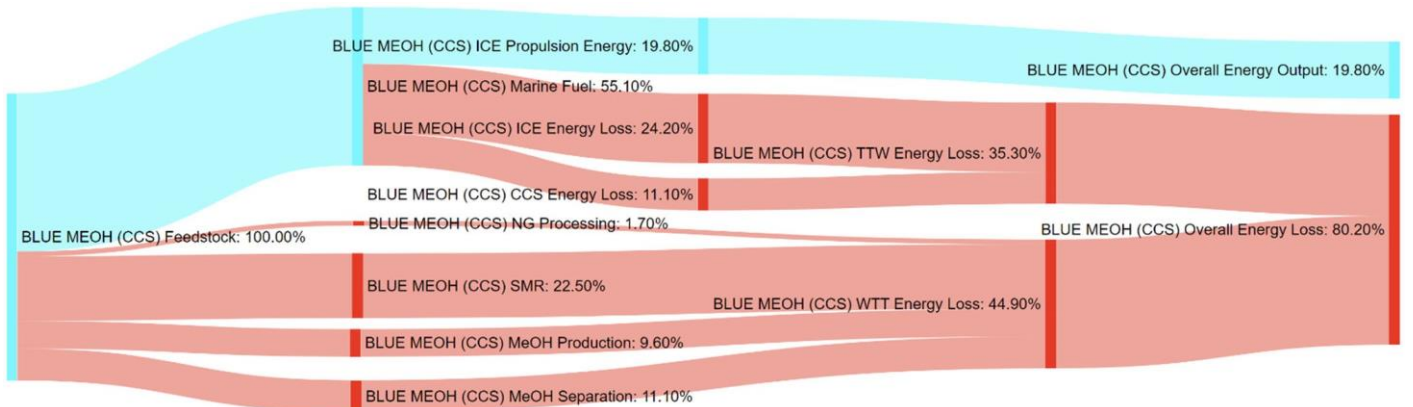 BLUE MEOH (CCS) ICE Propulsion Energy: 19.80%
BLUE MEOH (CCS) Overall Energy Output: 19.80%
BLUE MEOH (CCS) Marine Fuel: 55.10%
BLUE MEOH (CCS) ICE Energy Loss: 24.20%
BLUE MEOH (CCS) TTW Energy Loss: 35.30%
BLUE MEOH (CCS) CCS Energy Loss: 11.10%
BLUE MEOH (CCS) NG Processing: 1.70%
BLUE MEOH (CCS) Feedstock: 100.00%
BLUE MEOH (CCS) Overall Energy Loss: 80.20%
BLUE MEOH (CCS) SMR: 22.50%
BLUE MEOH (CCS) WTT Energy Loss: 44.90%
BLUE MEOH (CCS) MeOH Production: 9.60%
BLUE MEOH (CCS) MeOH Separation: 11.10%